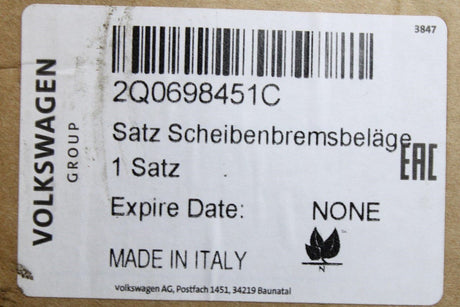 3847
VOLKSWAGEN
GROUP
2Q0698451C
Satz Scheibenbremsbeläge
1 Satz
EAC
Expire Date: NONE
MADE IN ITALY
N
Volkswagen AG, Postfach 1451, 34219 Baunatal